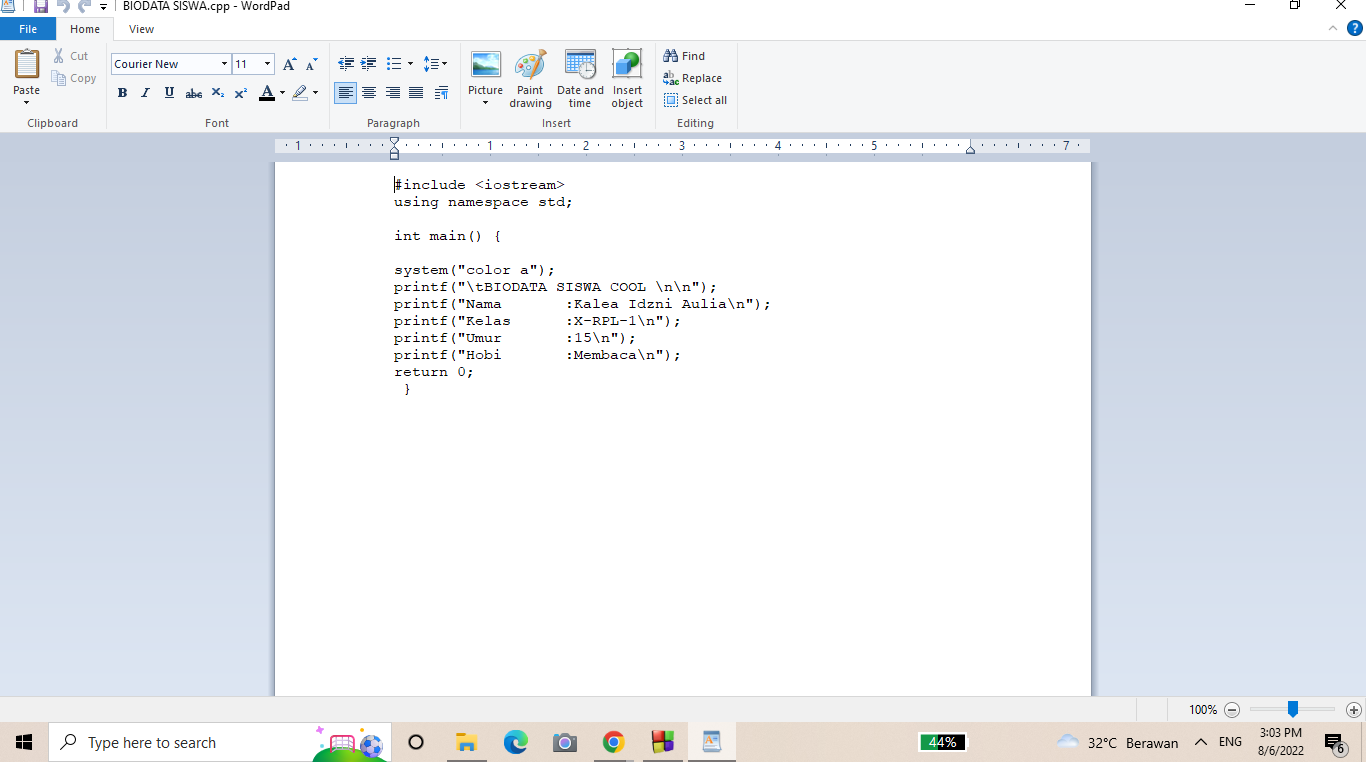 BIODATA SISWA.cpp - WordPad
File Home View
Paste
Cut
Copy
Clipboard
Courier New 11
B I U abc X₂ X² A
Font
Paragraph
Picture
Paint drawing
Date and time
Insert object
Insert
Find
Replace
Select all
Editing
1 1 2 3 4 5 7
#include <iostream>
using namespace std;
int main() {
system("color a");
printf("\tBIODATA SISWA COOL \n\n");
printf("Nama       :Kalea Idzni Aulia\n");
printf("Kelas      :X-RPL-1\n");
printf("Umur       :15\n");
printf("Hobi       :Membaca\n");
return 0;
}
100%
Type here to search
44%
32°C Berawan
ENG
3:03 PM
8/6/2022
6